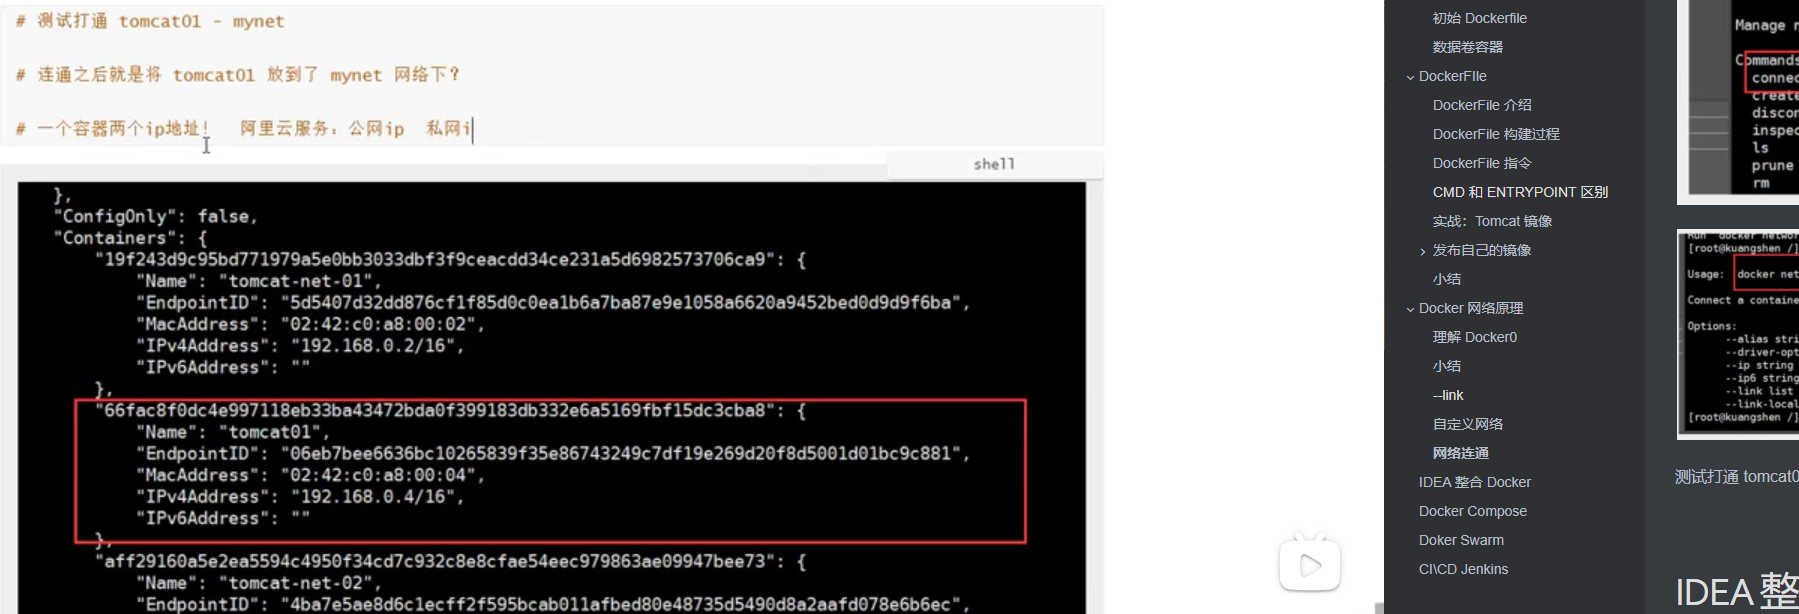 # 测试打通 tomcat01 - mynet
# 连通之后就是将 tomcat01 放到了 mynet 网络下？
# 一个容器两个ip地址！ 阿里云服务：公网ip 私网i
shell
},
"ConfigOnly": false,
"Containers": {
"19f243d9c95bd771979a5e0bb3033dbf3f9ceacdd34ce231a5d6982573706ca9": {
"Name": "tomcat-net-01",
"EndpointID": "5d5407d32dd876cf1f85d0c0ea1b6a7ba87e9e1058a6620a9452bed0d9d9f6ba",
"MacAddress": "02:42:c0:a8:00:02",
"IPv4Address": "192.168.0.2/16",
"IPv6Address": ""
},
"66fac8f0dc4e997118eb33ba43472bda0f399183db332e6a5169fbf15dc3cba8": {
"Name": "tomcat01",
"EndpointID": "06eb7bee6636bc10265839f35e86743249c7df19e269d20f8d5001d01bc9c881",
"MacAddress": "02:42:c0:a8:00:04",
"IPv4Address": "192.168.0.4/16",
"IPv6Address": ""
},
"aff29160a5e2ea5594c4950f34cd7c932c8e8cfae54eec979863ae09947bee73": {
"Name": "tomcat-net-02",
"EndpointID": "4ba7e5ae8d6c1ecff2f595bcab011afbed80e48735d5490d8a2aafd078e6b6ec",
初始 Dockerfile
数据卷容器
DockerFIle
DockerFile 介绍
DockerFile 构建过程
DockerFile 指令
CMD 和 ENTRYPOINT 区别
实战：Tomcat 镜像
发布自己的镜像
小结
Docker 网络原理
理解 Docker0
小结
--link
自定义网络
网络连通
IDEA 整合 Docker
Docker Compose
Doker Swarm
CI\CD Jenkins
Manage n
Commands
connec
create
discon
inspec
ls
prune
rm
Run 'docker networ
[root@kuangshen /]
Usage: docker net
Connect a containe
Options:
--alias stri
--driver-opt
--ip string
--ip6 string
--link list
--link-local
[root@kuangshen /]
测试打通 tomcat0
IDEA 整